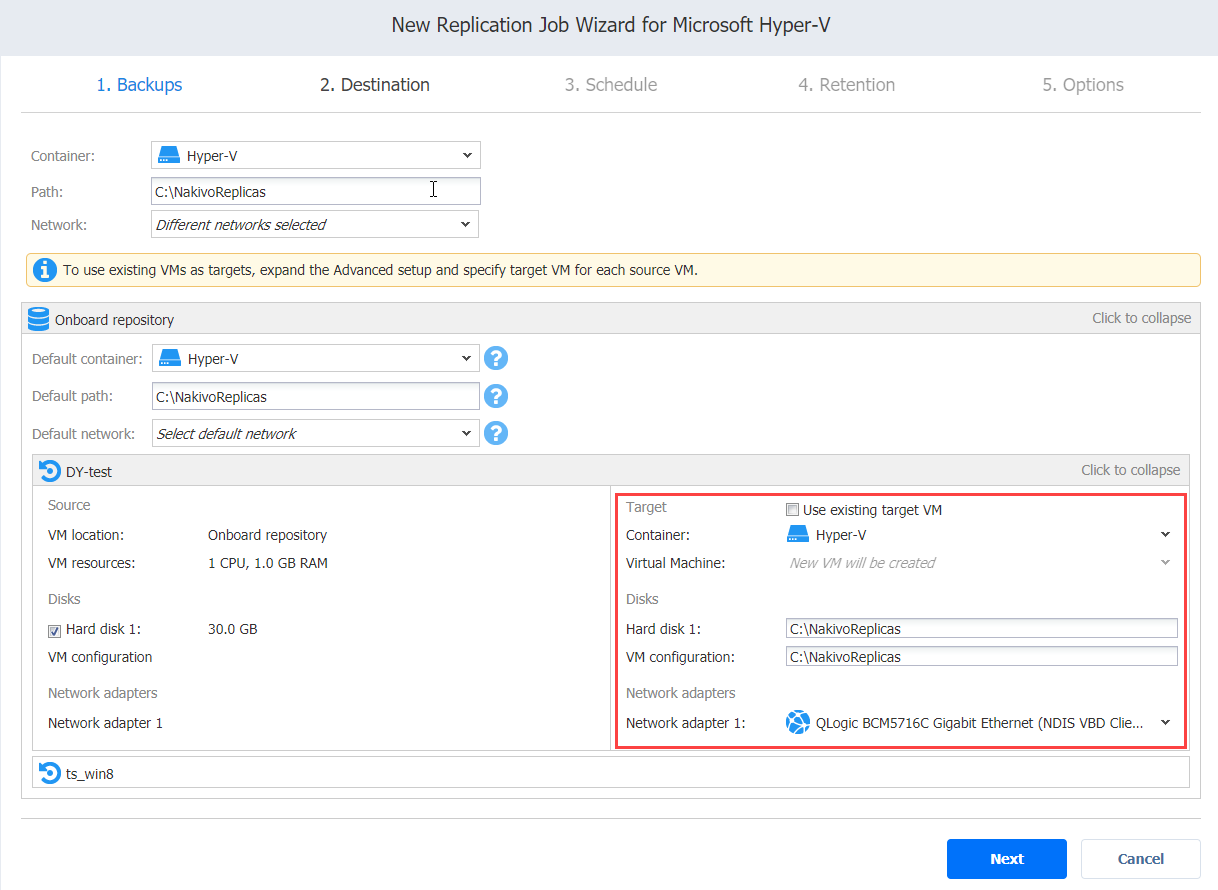 New Replication Job Wizard for Microsoft Hyper-V
1. Backups 2. Destination 3. Schedule 4. Retention 5. Options
Container: Hyper-V
Path: C:\NakivoReplicas
Network: Different networks selected
To use existing VMs as targets, expand the Advanced setup and specify target VM for each source VM.
Onboard repository Click to collapse
Default container: Hyper-V ?
Default path: C:\NakivoReplicas ?
Default network: Select default network ?
DY-test Click to collapse
Source
VM location: Onboard repository
VM resources: 1 CPU, 1.0 GB RAM
Disks
Hard disk 1: 30.0 GB
VM configuration
Network adapters
Network adapter 1
Target Use existing target VM
Container: Hyper-V
Virtual Machine: New VM will be created
Disks
Hard disk 1: C:\NakivoReplicas
VM configuration: C:\NakivoReplicas
Network adapters
Network adapter 1: QLogic BCM5716C Gigabit Ethernet (NDIS VBD Clie...
ts_win8
Next Cancel